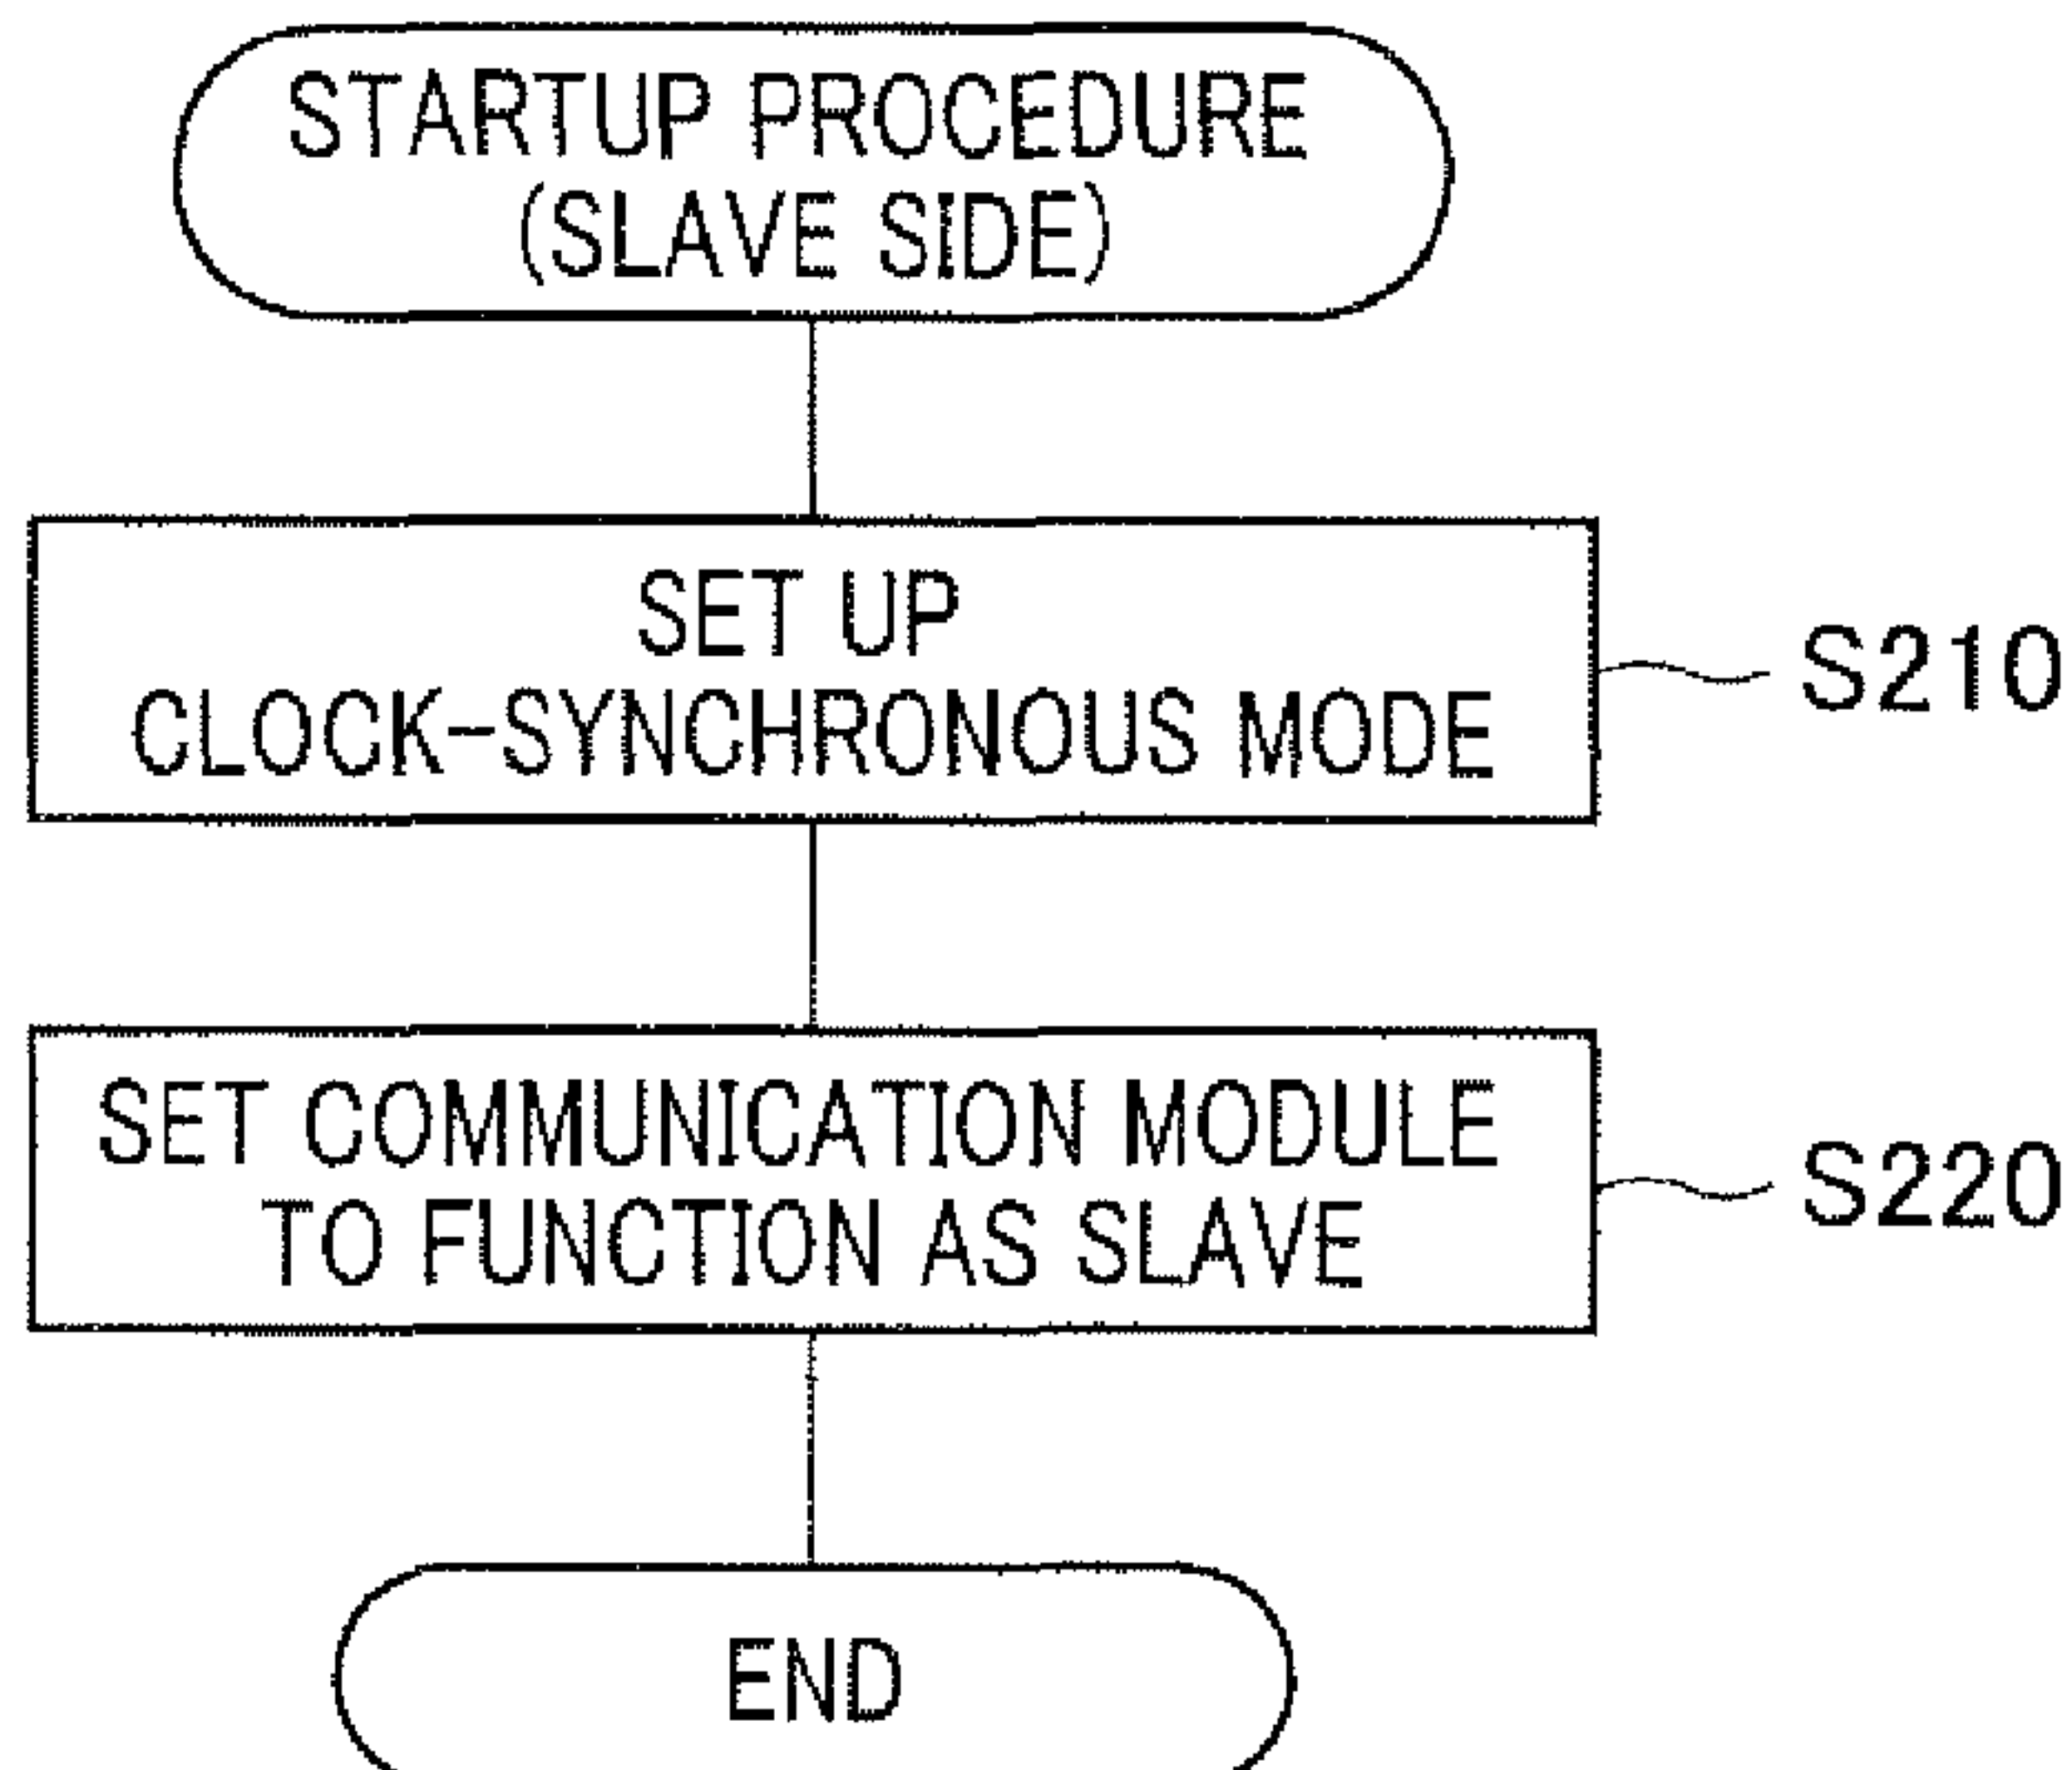 STARTUP PROCEDURE
(SLAVE SIDE)
SET UP
CLOCK-SYNCHRONOUS MODE
S210
SET COMMUNICATION MODULE
TO FUNCTION AS SLAVE
S220
END